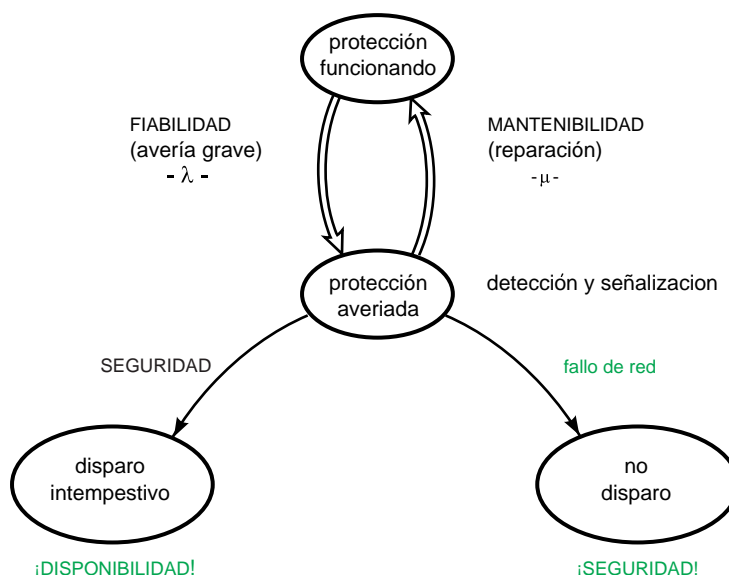 protección
funcionando
FIABILIDAD
(avería grave)
- λ -
MANTENIBILIDAD
(reparación)
-μ-
protección
averiada
detección y señalizacion
SEGURIDAD
fallo de red
disparo
intempestivo
no
disparo
¡DISPONIBILIDAD!
¡SEGURIDAD!